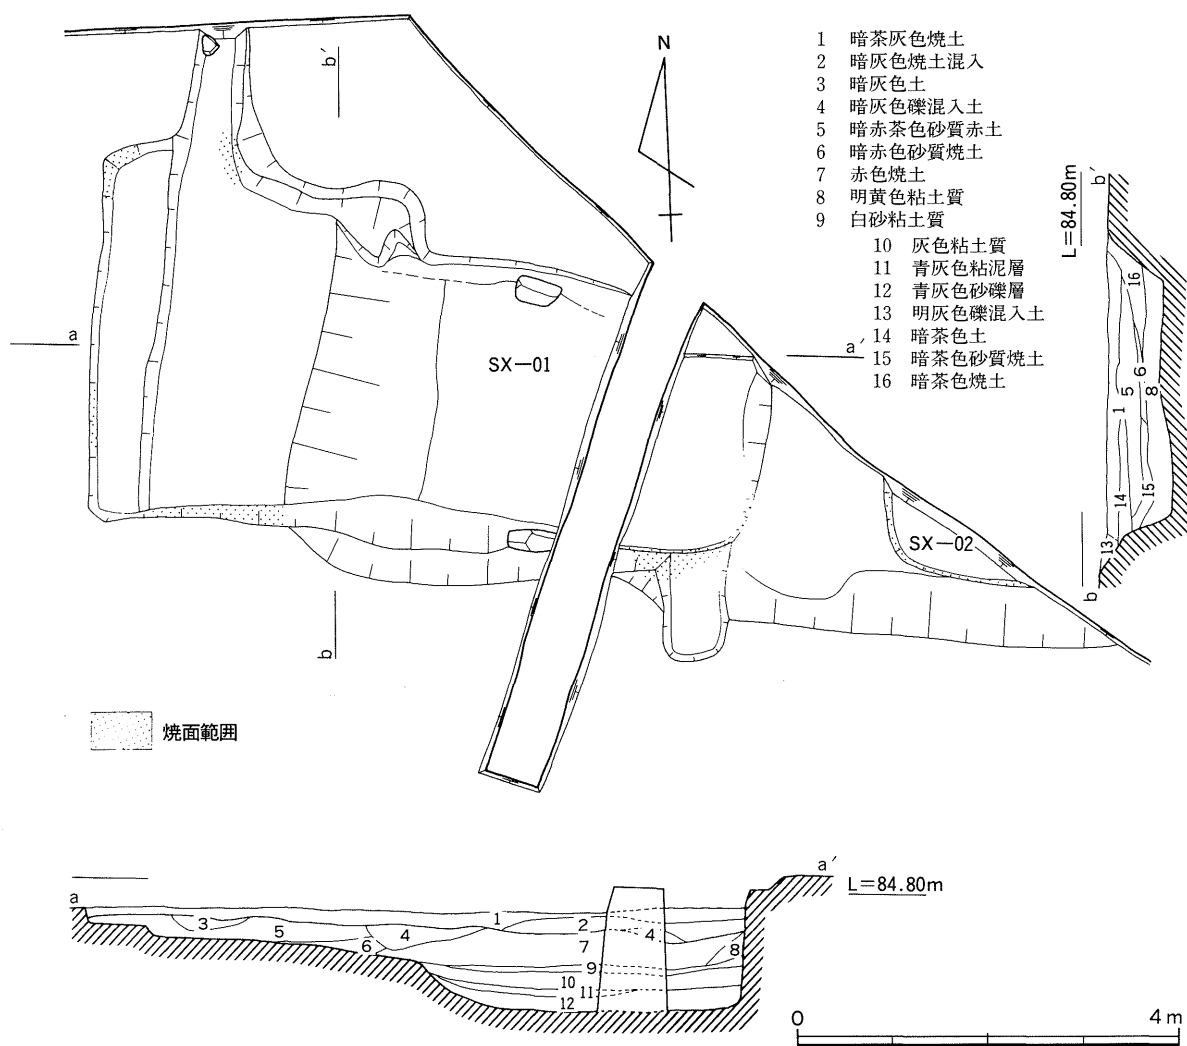 1 暗茶灰色焼土
2 暗灰色焼土混入
3 暗灰色土
4 暗灰色礫混入土
5 暗赤茶色砂質赤土
6 暗赤色砂質焼土
7 赤色焼土
8 明黄色粘土質
9 白砂粘土質
10 灰色粘土質
11 青灰色粘泥層
12 青灰色砂礫層
13 明灰色礫混入土
14 暗茶色土
15 暗茶色砂質焼土
16 暗茶色焼土
N
b′
a
a′
SX-01
SX-02
b
焼面範囲
b′
L=84.80m
16
6
5
8
1
15
14
13
b
a
a′
L=84.80m
1
2
3
4
4
5
6
7
8
9
10
11
12
0 4m